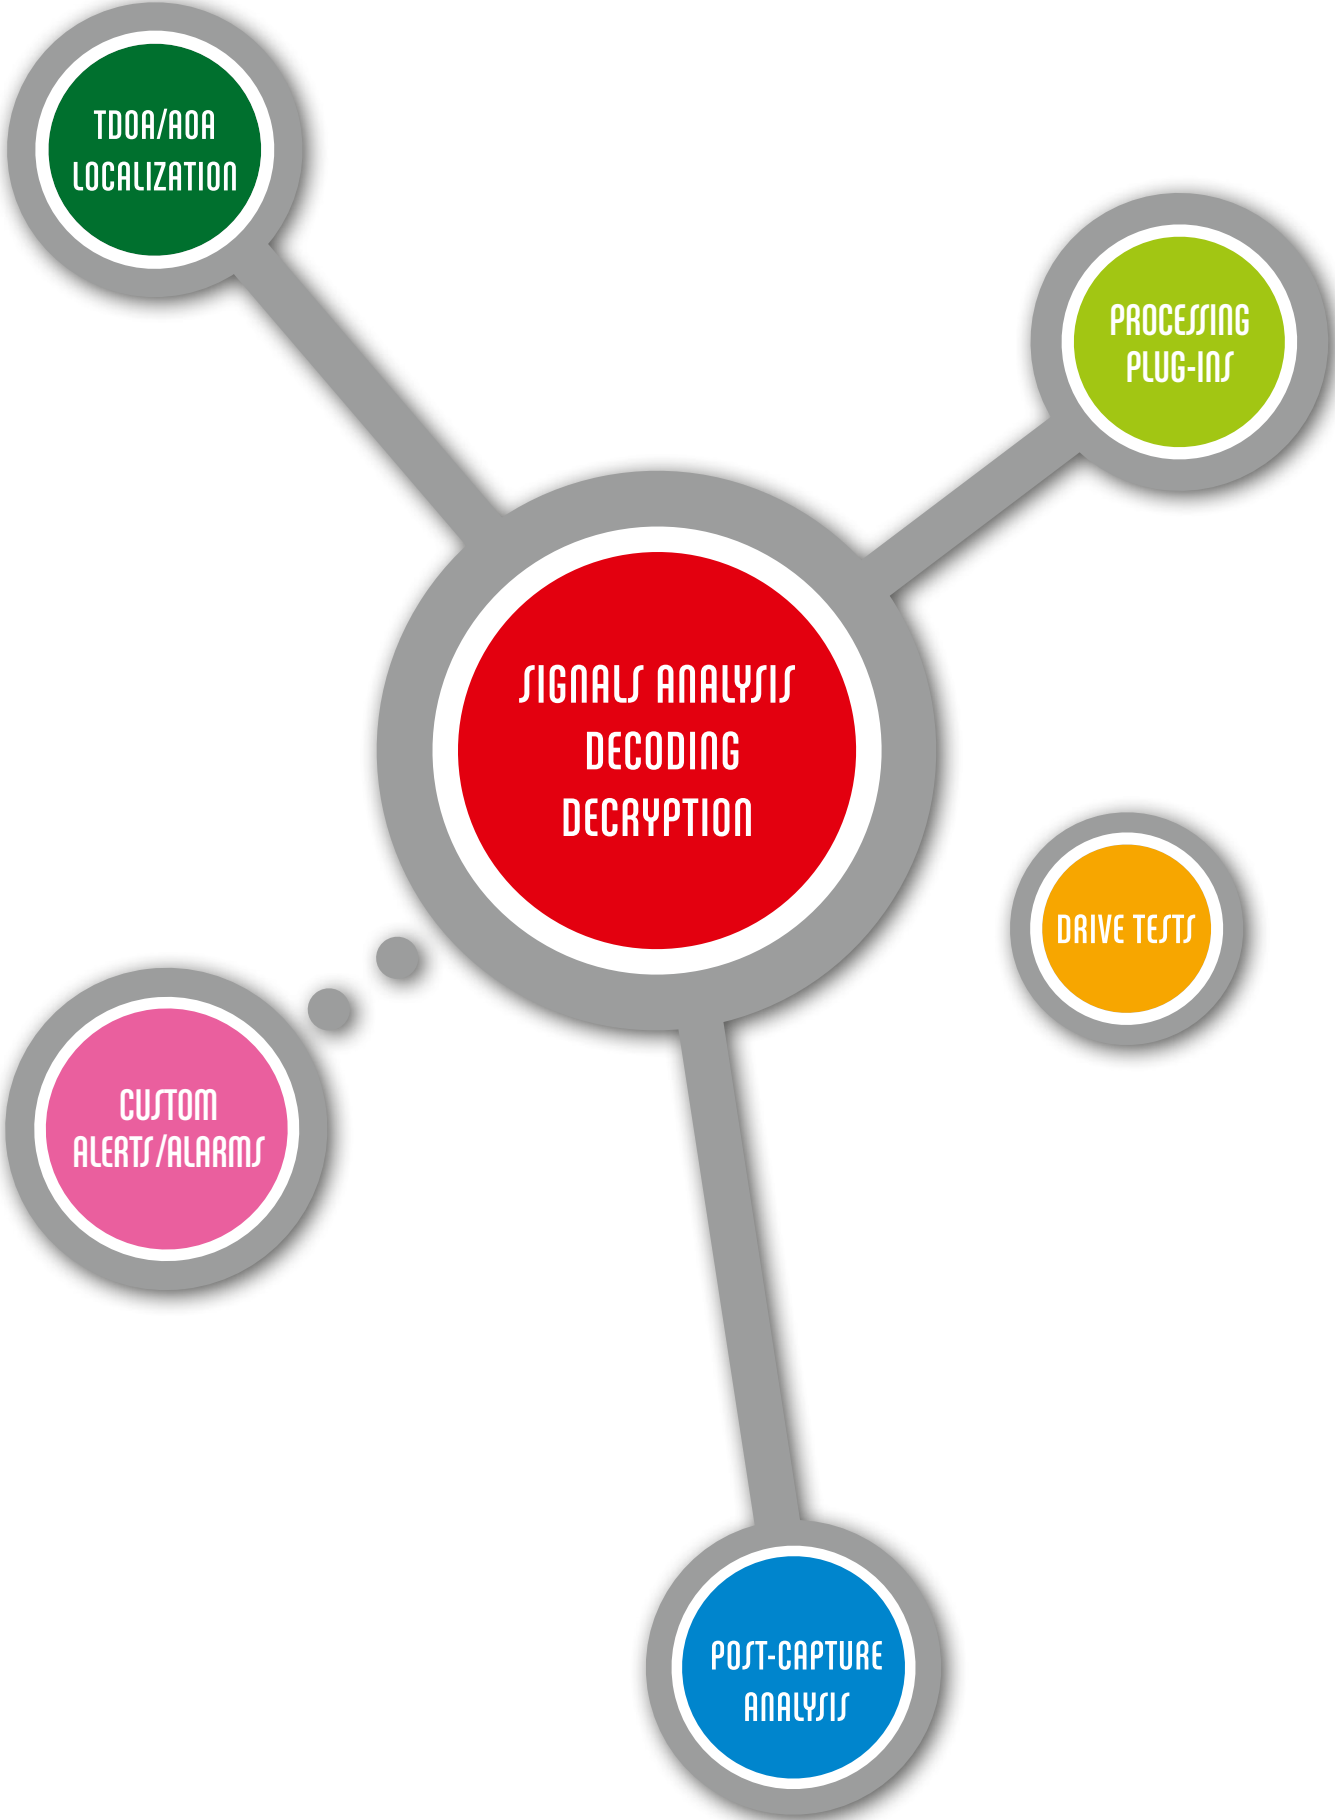 TDOA/AOA
LOCALIZATION
PROCESSING
PLUG-INS
SIGNALS ANALYSIS
DECODING
DECRYPTION
DRIVE TESTS
CUSTOM
ALERTS/ALARMS
POST-CAPTURE
ANALYSIS